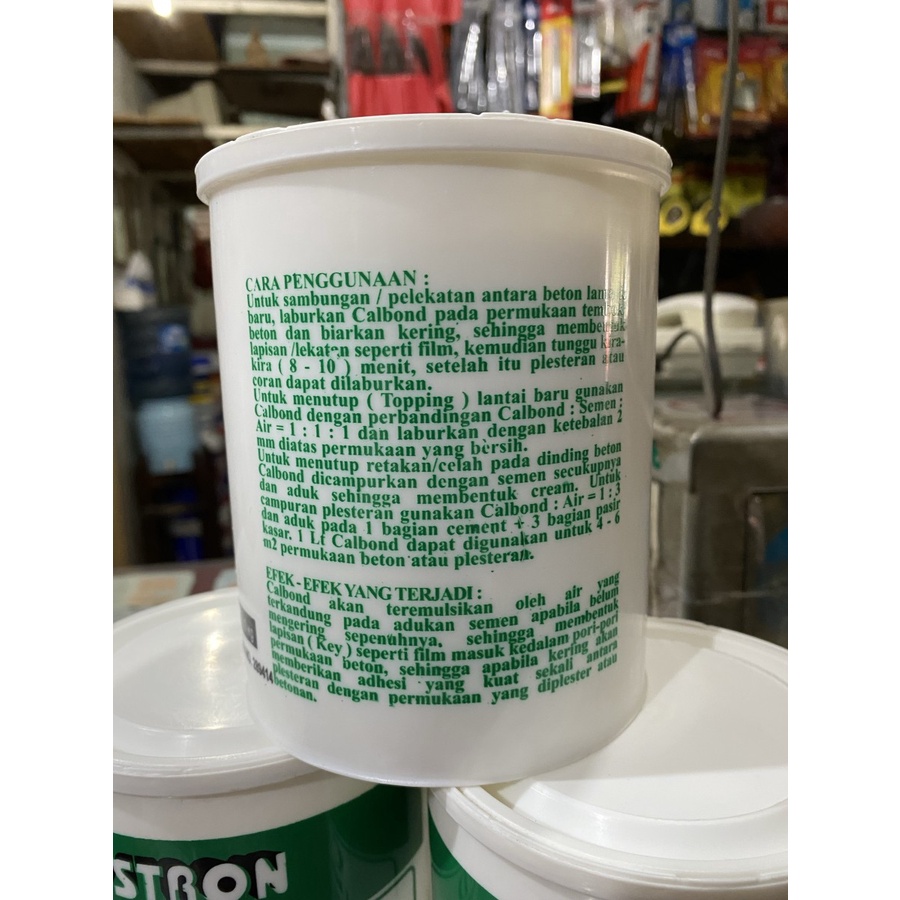 CARA PENGGUNAAN :
Untuk sambungan / pelekatan antara beton lama
baru, laburkan Calbond pada permukaan tembok
beton dan biarkan kering, sehingga membentuk
lapisan /lekaten seperti film, kemudian tunggu kira-
kira ( 8 - 10 ) menit, setelah itu plesteran atau
coran dapat dilaburkan.
Untuk menutup ( Topping ) lantai baru gunakan
Calbond dengan perbandingan Calbond : Semen :
Air = 1 : 1 : 1 dan laburkan dengan ketebalan 2
mm diatas permukaan yang bersih.
Untuk menutup retakan/celah pada dinding beton
Calbond dicampurkan dengan semen secukupnya
dan aduk sehingga membentuk cream. Untuk
campuran plesteran gunakan Calbond : Air = 1 : 3
dan aduk pada 1 bagian cement + 3 bagian pasir
kasar. 1 Lt Calbond dapat digunakan untuk 4 - 6
m2 permukaan beton atau plesteran.
EFEK - EFEK YANG TERJADI :
Calbond akan teremulsikan oleh air yang
terkandung pada adukan semen apabila belum
mengering sepenuhnya, sehingga membentuk
lapisan ( Key ) seperti film masuk kedalam pori-pori
permukaan beton, sehingga apabila kering akan
memberikan adhesi yang kuat sekali antara
plesteran dengan permukaan yang diplester atau
betonan.
289414
STRON